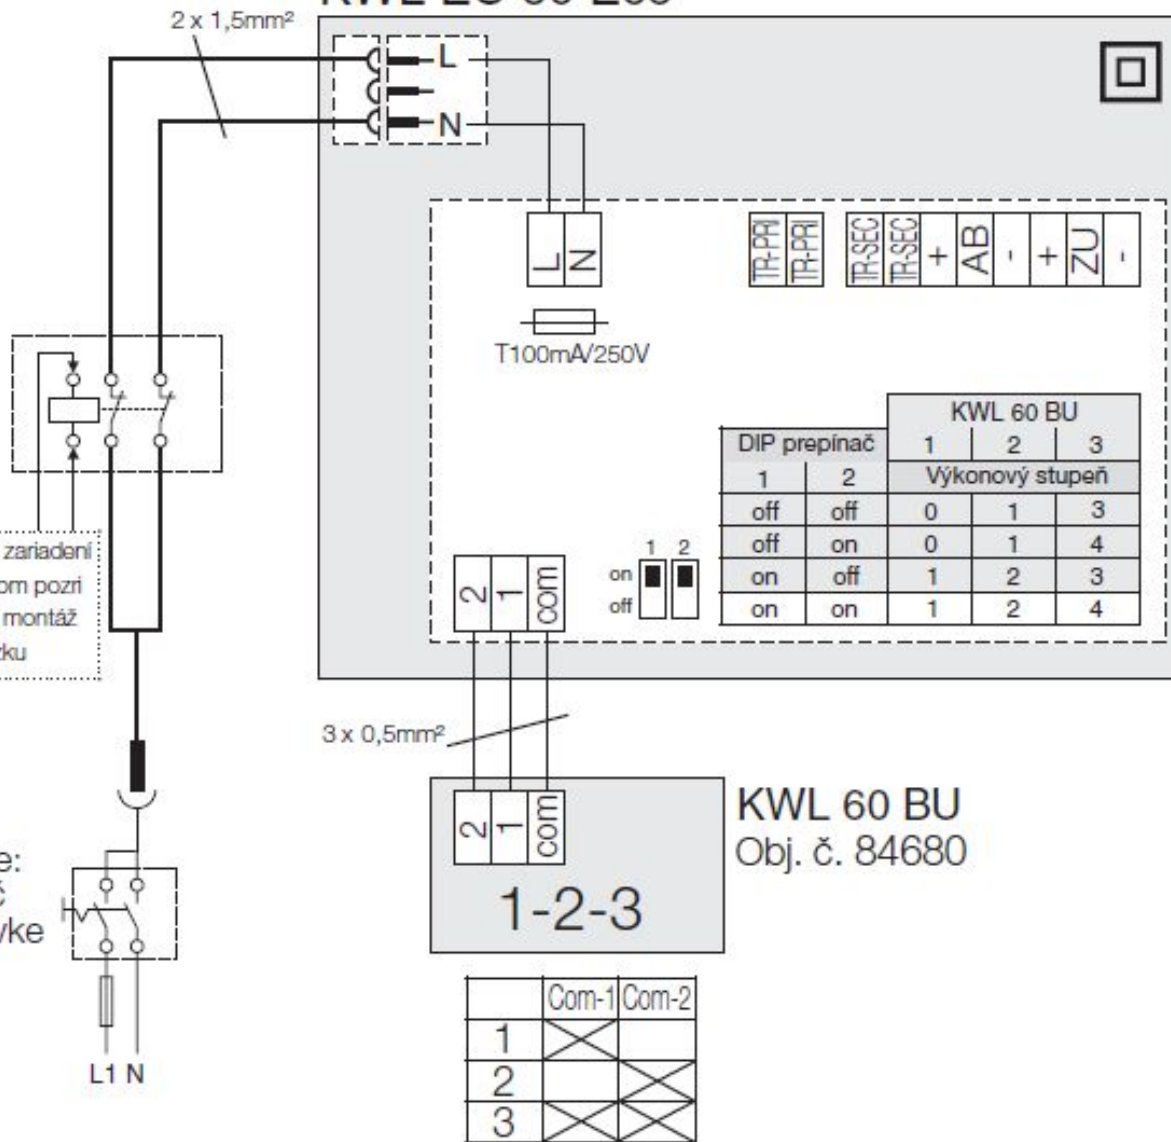 2 x 1,5mm²
L
N
L
N
T100mA/250V
TR-PRI
TR-PRI
TR-SEC
TR-SEC
+
AB
-
+
ZU
-
KWL 60 BU
DIP prepínač 1 2 3
1 2 Výkonový stupeň
off off 0 1 3
off on 0 1 4
on off 1 2 3
on on 1 2 4
1 2
on
off
2 1 com
zariadení
pozri
montáž
3 x 0,5mm²
2 1 com
1-2-3
KWL 60 BU
Obj. č. 84680
L1 N
Com-1 Com-2
1
2
3